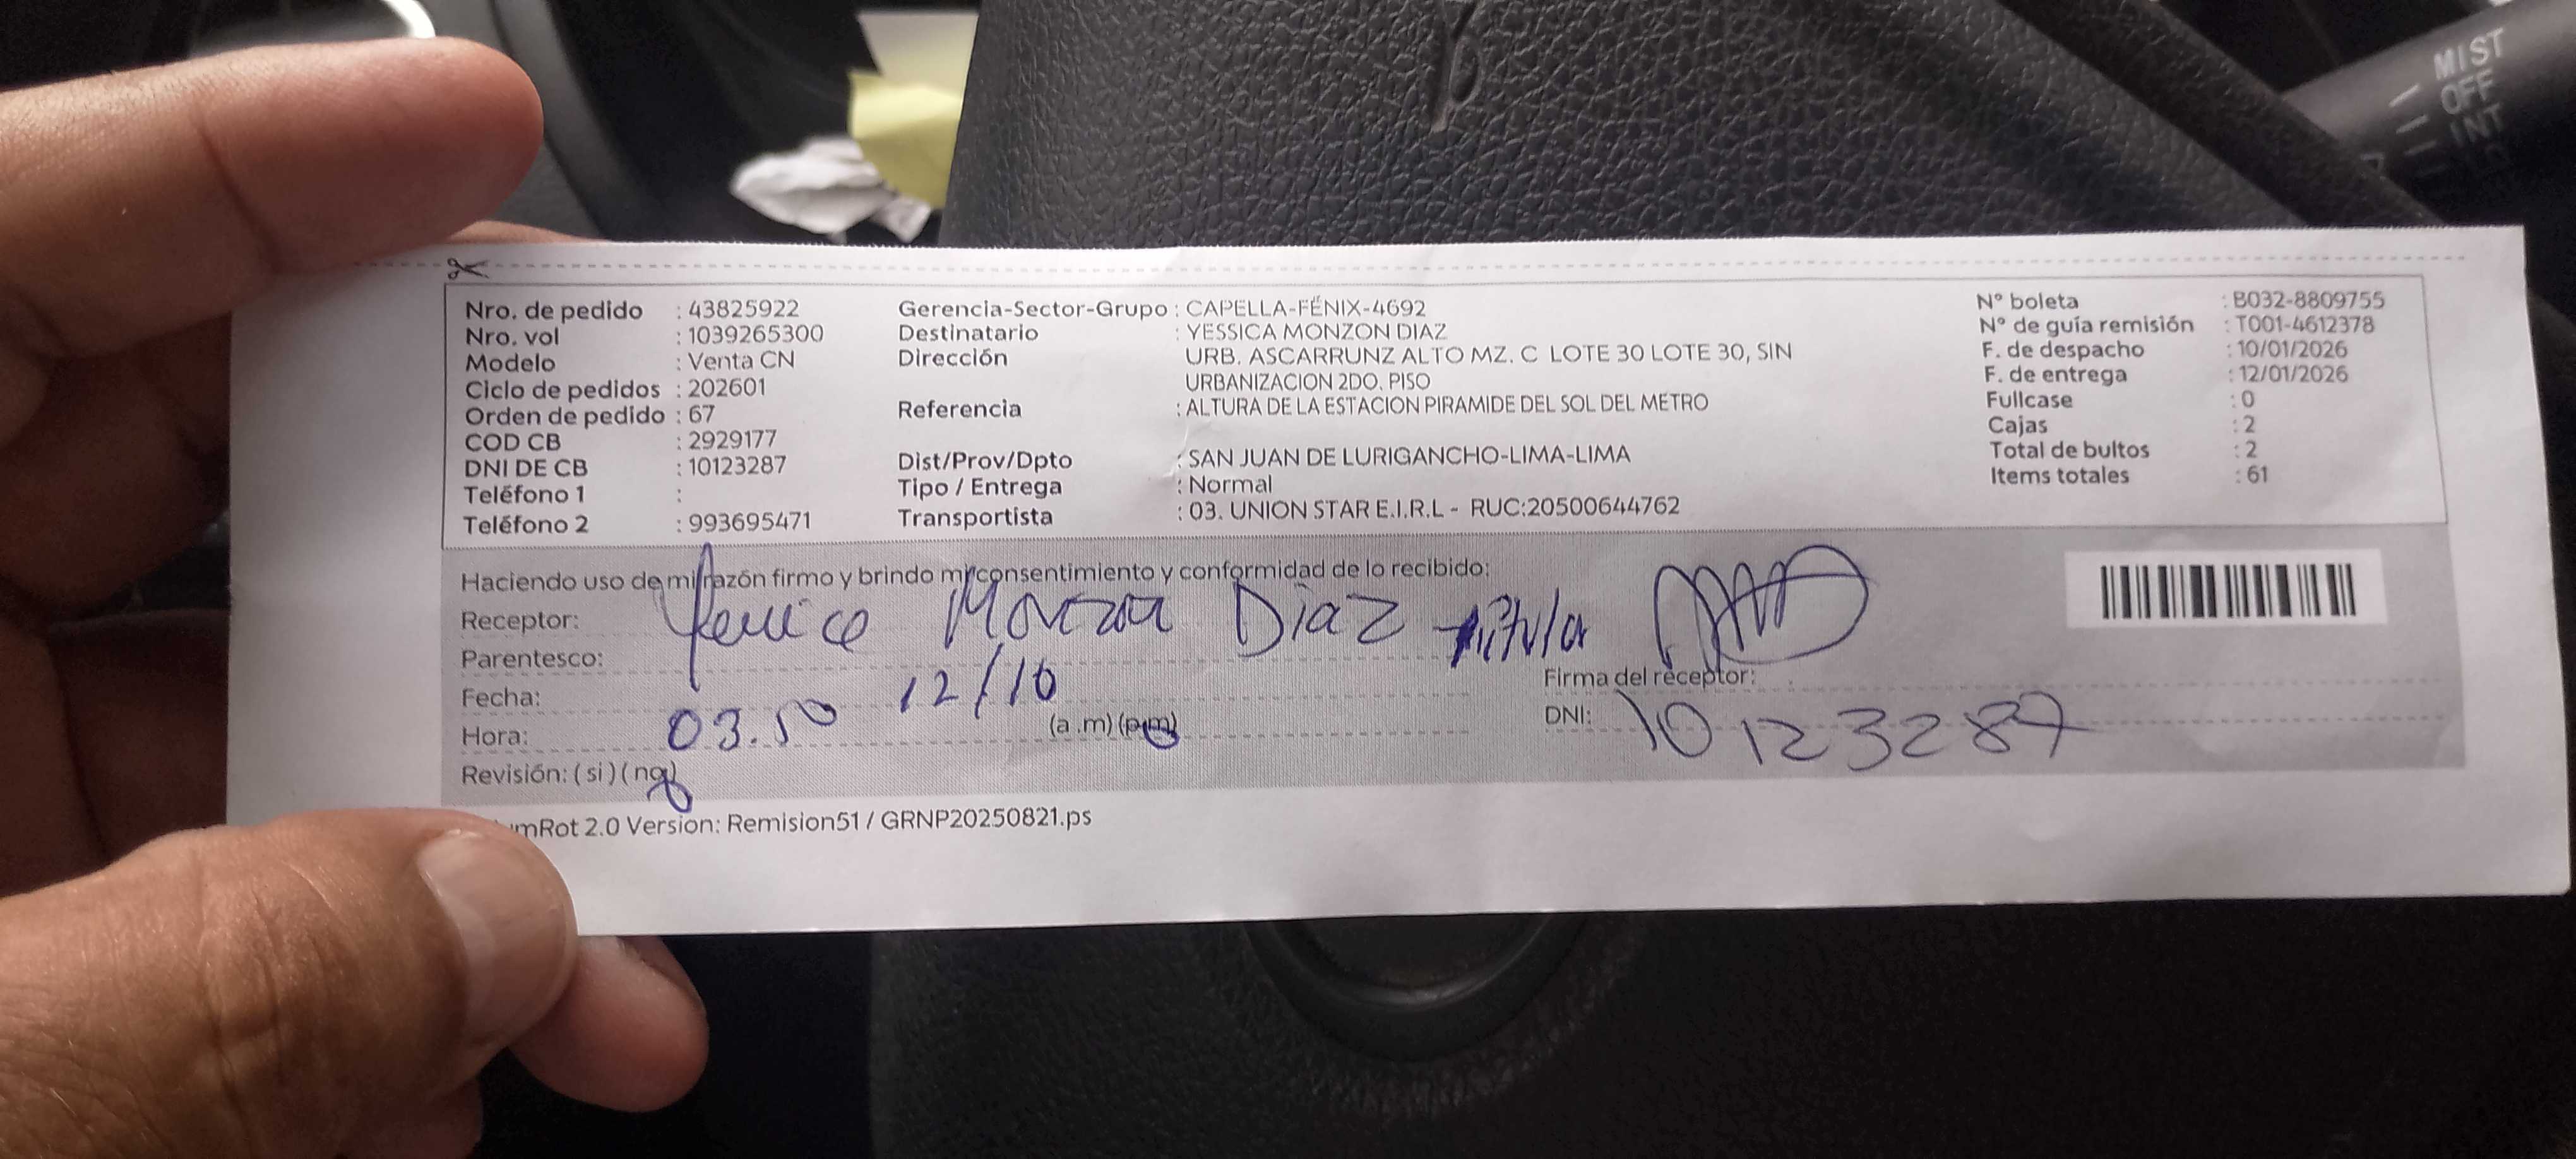 MIST
OFF
INT
Nro. de pedido : 43825922
Nro. vol : 1039265300
Modelo : Venta CN
Ciclo de pedidos : 202601
Orden de pedido : 67
COD CB : 2929177
DNI DE CB : 10123287
Teléfono 1 :
Teléfono 2 : 993695471
Gerencia-Sector-Grupo : CAPELLA-FÉNIX-4692
Destinatario : YESSICA MONZON DIAZ
Dirección URB. ASCARRUNZ ALTO MZ. C LOTE 30 LOTE 30, SIN
URBANIZACION 2DO. PISO
Referencia : ALTURA DE LA ESTACION PIRAMIDE DEL SOL DEL METRO
Dist/Prov/Dpto : SAN JUAN DE LURIGANCHO-LIMA-LIMA
Tipo / Entrega : Normal
Transportista : 03. UNION STAR E.I.R.L - RUC:20500644762
N° boleta : B032-8809755
N° de guía remisión : T001-4612378
F. de despacho : 10/01/2026
F. de entrega : 12/01/2026
Fullcase : 0
Cajas : 2
Total de bultos : 2
Items totales : 61
Haciendo uso de mi razón firmo y brindo mi consentimiento y conformidad de lo recibido:
Receptor: Monzon Diaz
Parentesco:
Fecha: 12/10
Hora: 03.50 (a.m) (p.m)
Revisión: ( si ) ( no )
Firma del receptor:
DNI: 10123287
mRot 2.0 Version: Remision51 / GRNP20250821.ps